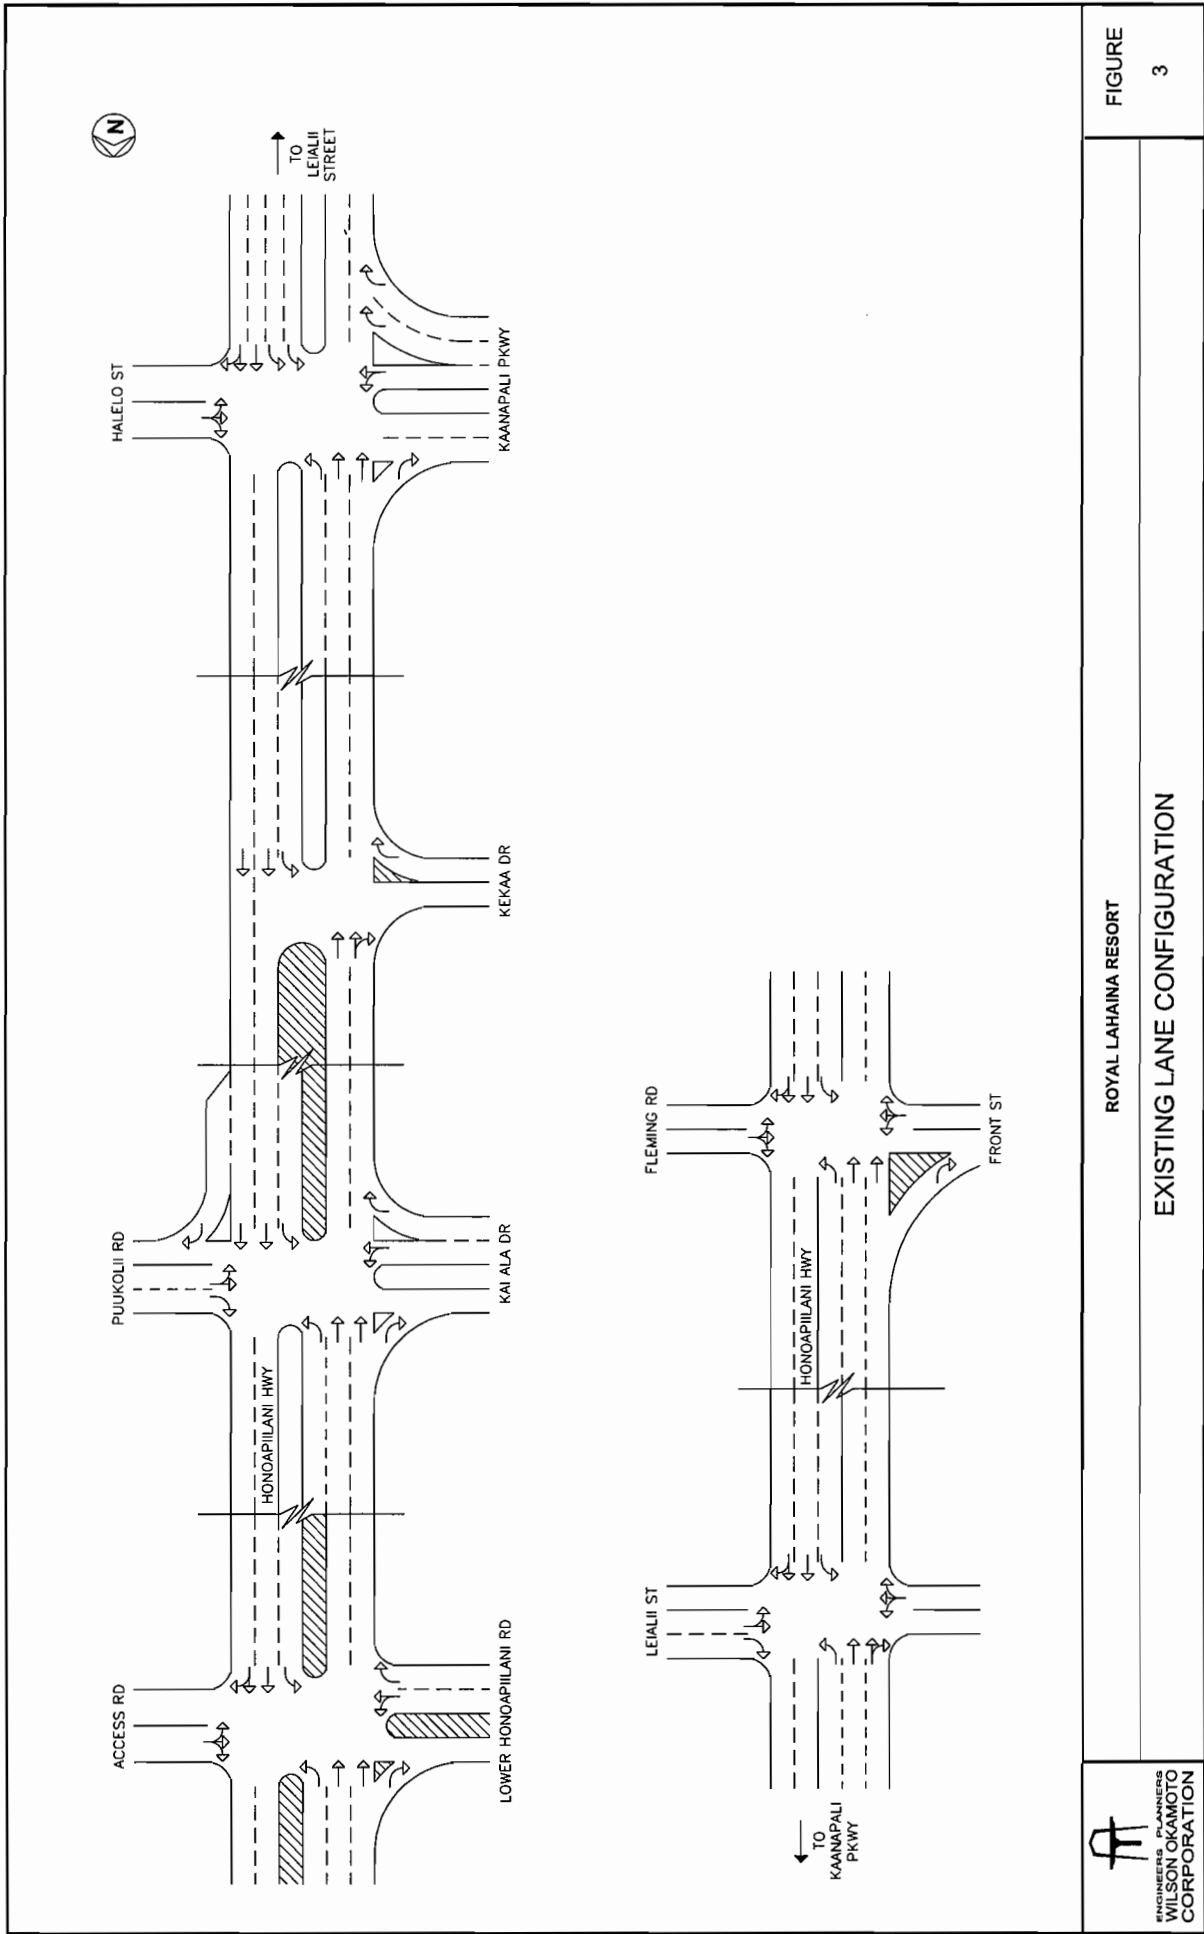 N
TO
LEIALII
STREET
HALELO ST
KAANAPALI PKWY
KEKAA DR
PUUKOLII RD
KAI ALA DR
HONOAPIILANI HWY
ACCESS RD
LOWER HONOAPIILANI RD
FLEMING RD
FRONT ST
HONOAPIILANI HWY
LEIALII ST
TO
KAANAPALI
PKWY
ENGINEERS PLANNERS
WILSON OKAMOTO
CORPORATION
ROYAL LAHAINA RESORT
EXISTING LANE CONFIGURATION
FIGURE
3